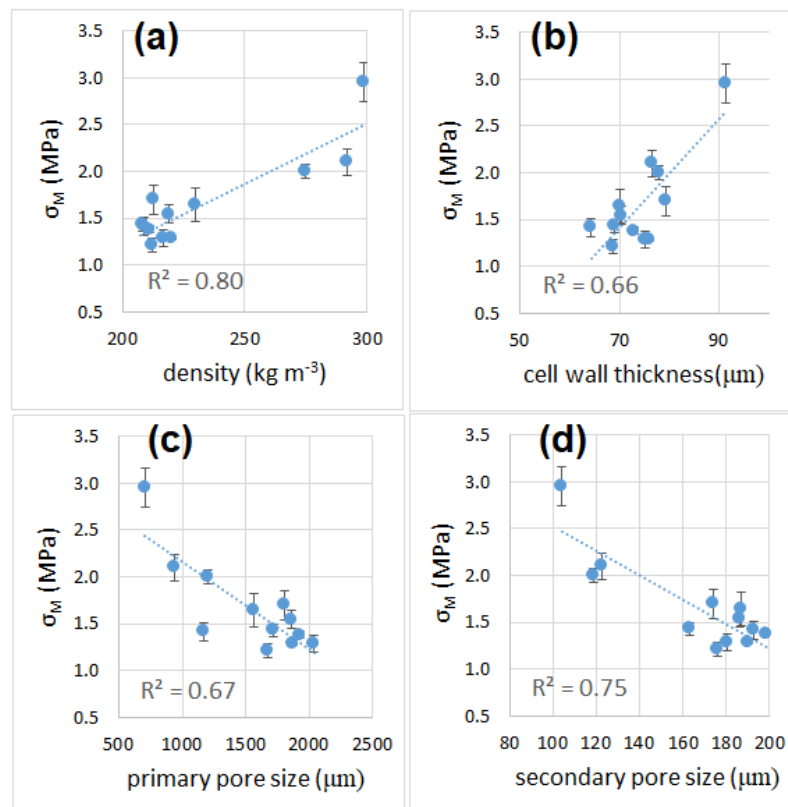 (a)
3.5
3.0
2.5
2.0
1.5
1.0
0.5
σM (MPa)
R² = 0.80
200 250 300
density (kg m⁻³)
(b)
3.5
3.0
2.5
2.0
1.5
1.0
0.5
σM (MPa)
R² = 0.66
50 70 90
cell wall thickness(μm)
(c)
3.5
3.0
2.5
2.0
1.5
1.0
0.5
σM (MPa)
R² = 0.67
500 1000 1500 2000 2500
primary pore size (μm)
(d)
3.5
3.0
2.5
2.0
1.5
1.0
0.5
σM (MPa)
R² = 0.75
80 100 120 140 160 180 200
secondary pore size (μm)